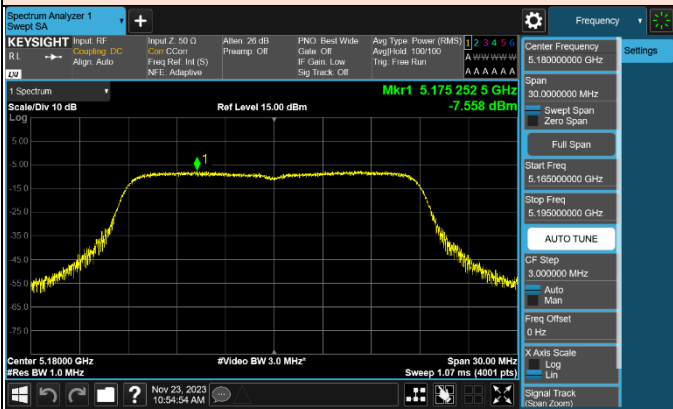 Spectrum Analyzer 1
Swept SA
+
Frequency
KEYSIGHT
RL
Input: RF
Coupling: DC
Align: Auto
Input Z: 50 Ω
Corr CCorr
Freq Ref: Int (S)
NFE: Adaptive
Atten: 26 dB
Preamp: Off
PNO: Best Wide
Gate: Off
IF Gain: Low
Sig Track: Off
Avg Type: Power (RMS)
Avg|Hold: 100/100
Trig: Free Run
1 2 3 4 5 6
A W W W W W
A A A A A A
LXI
1 Spectrum
Scale/Div 10 dB
Log
Ref Level 15.00 dBm
Mkr1 5.175 252 5 GHz
-7.558 dBm
5.00
-5.00
-15.0
-25.0
-35.0
-45.0
-55.0
-65.0
-75.0
1
Center 5.18000 GHz
#Res BW 1.0 MHz
#Video BW 3.0 MHz*
Span 30.00 MHz
Sweep 1.07 ms (4001 pts)
?
Nov 23, 2023
10:54:54 AM
Center Frequency
5.180000000 GHz
Settings
Span
30.0000000 MHz
Swept Span
Zero Span
Full Span
Start Freq
5.165000000 GHz
Stop Freq
5.195000000 GHz
AUTO TUNE
CF Step
3.000000 MHz
Auto
Man
Freq Offset
0 Hz
X Axis Scale
Log
Lin
Signal Track
(Span Zoom)